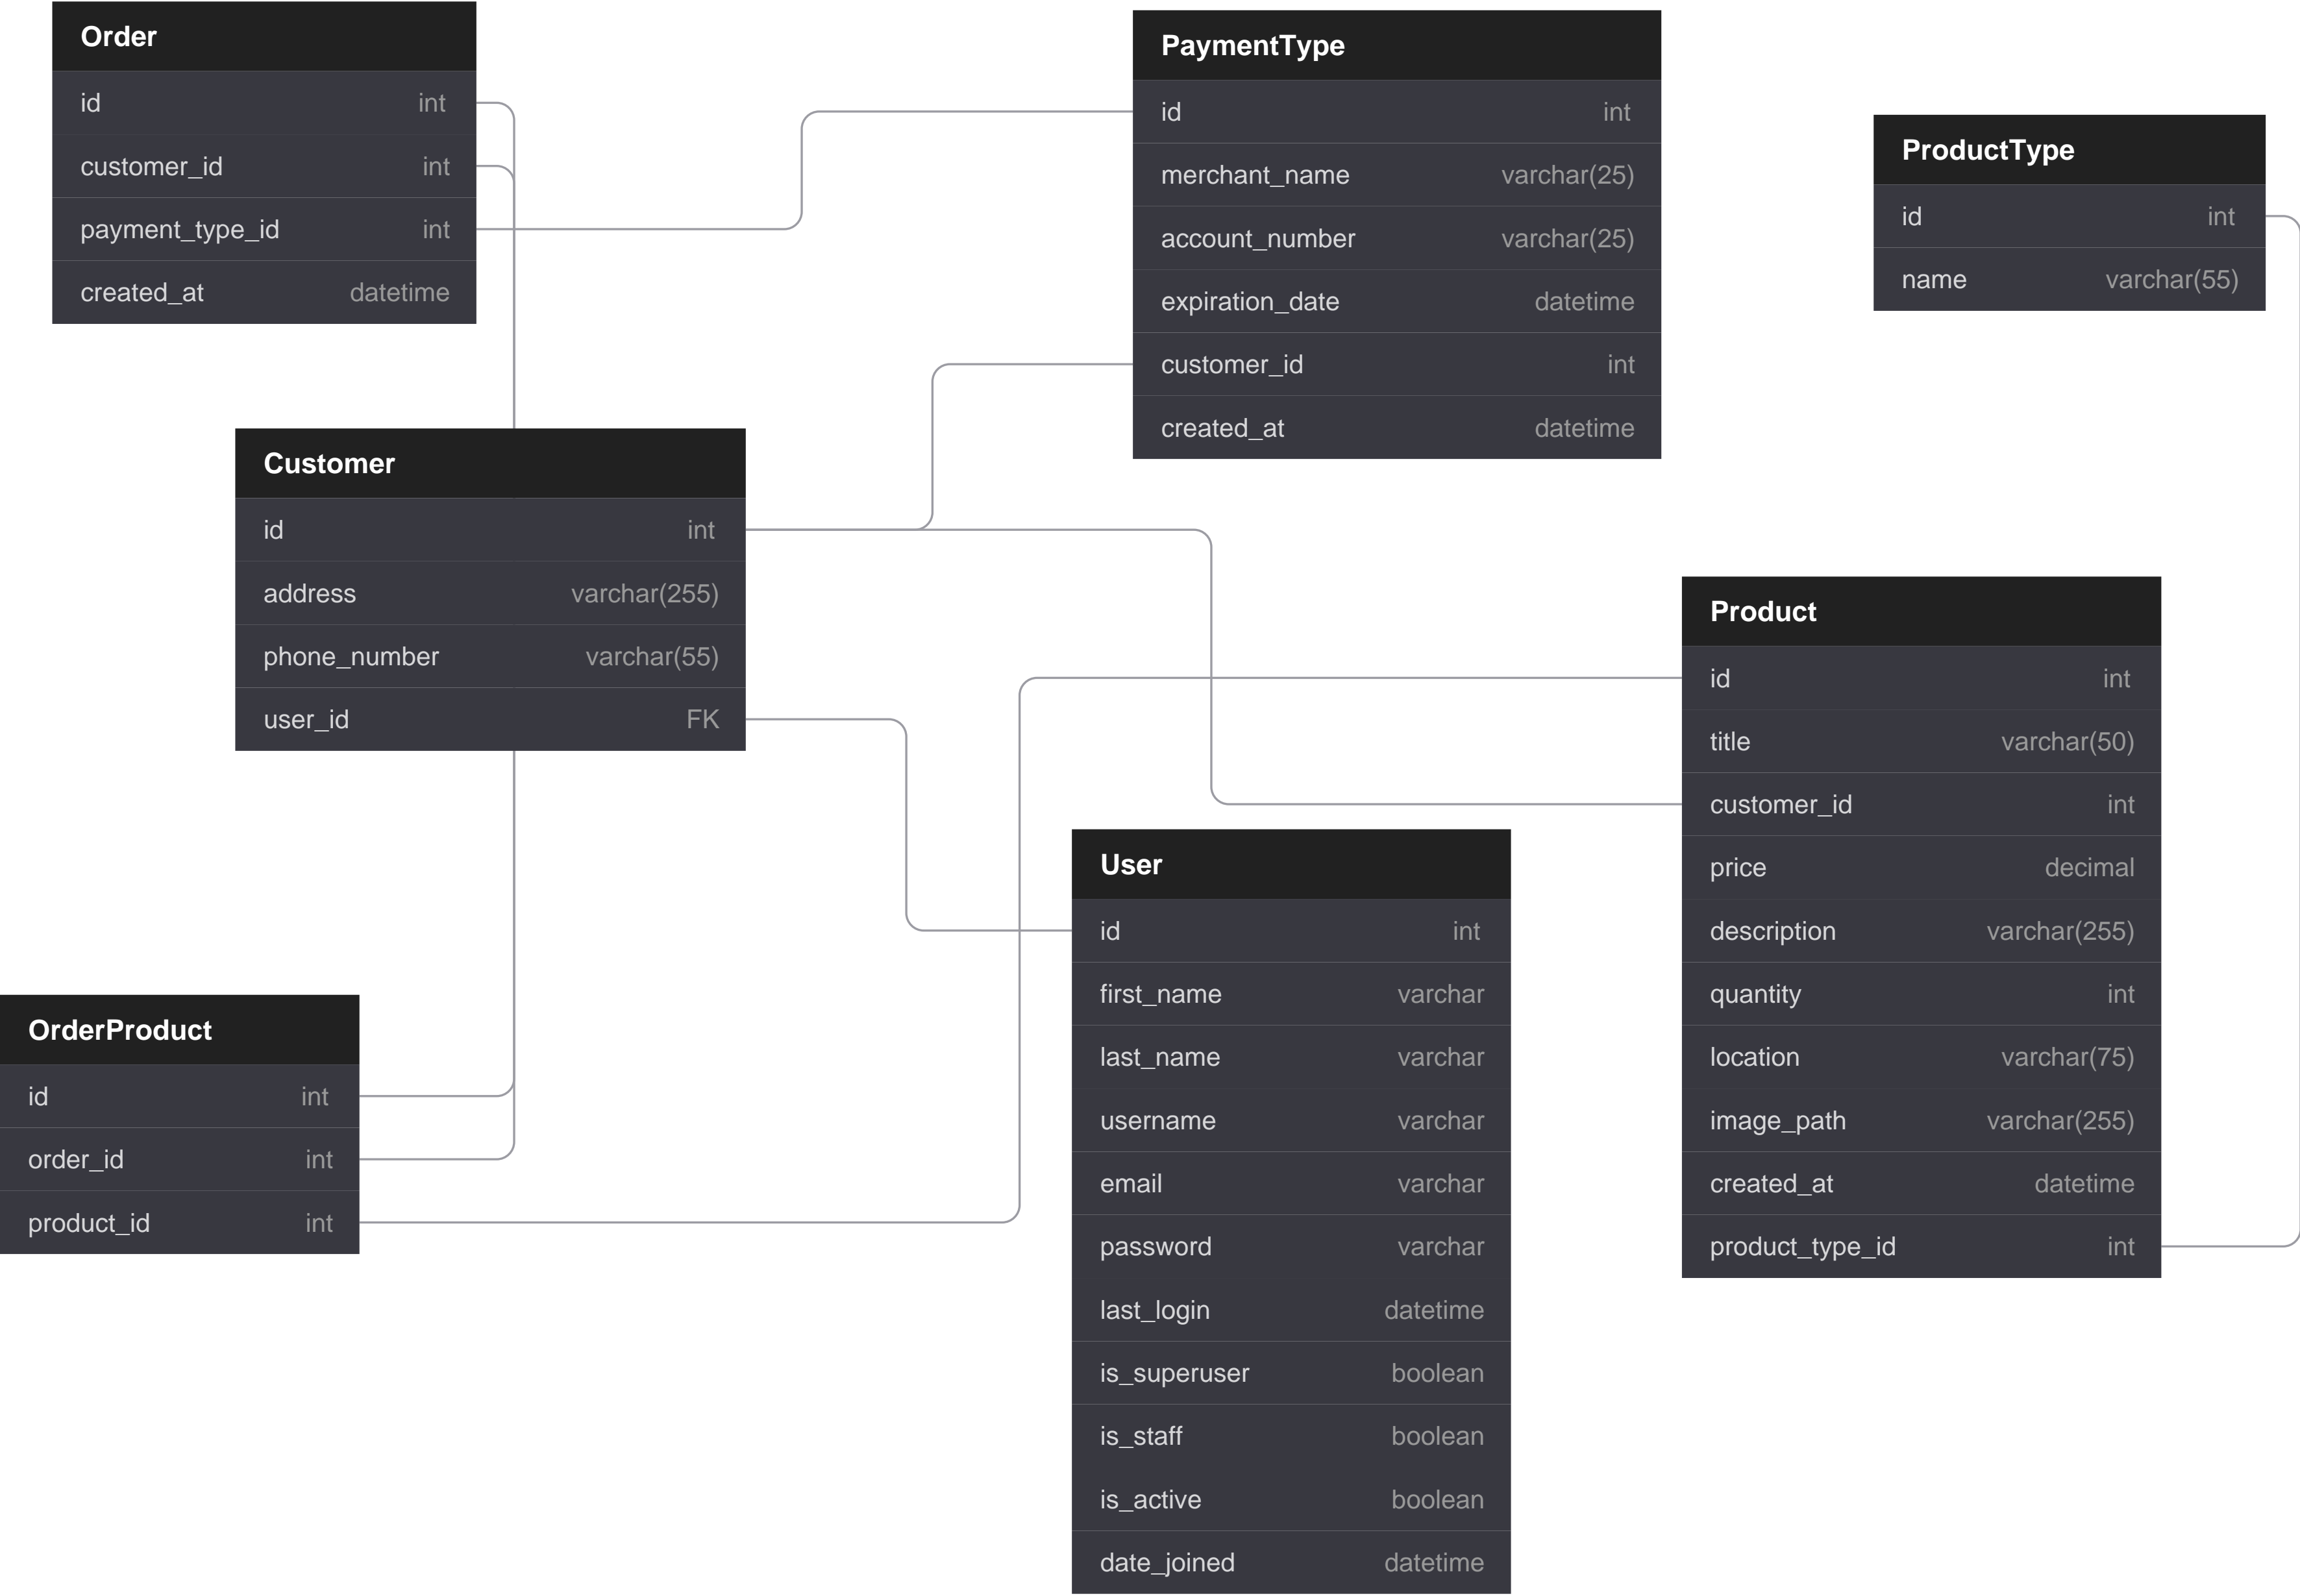 Order
id int
customer_id int
payment_type_id int
created_at datetime
PaymentType
id int
merchant_name varchar(25)
account_number varchar(25)
expiration_date datetime
customer_id int
created_at datetime
ProductType
id int
name varchar(55)
Customer
id int
address varchar(255)
phone_number varchar(55)
user_id FK
Product
id int
title varchar(50)
customer_id int
price decimal
description varchar(255)
quantity int
location varchar(75)
image_path varchar(255)
created_at datetime
product_type_id int
User
id int
first_name varchar
last_name varchar
username varchar
email varchar
password varchar
last_login datetime
is_superuser boolean
is_staff boolean
is_active boolean
date_joined datetime
OrderProduct
id int
order_id int
product_id int